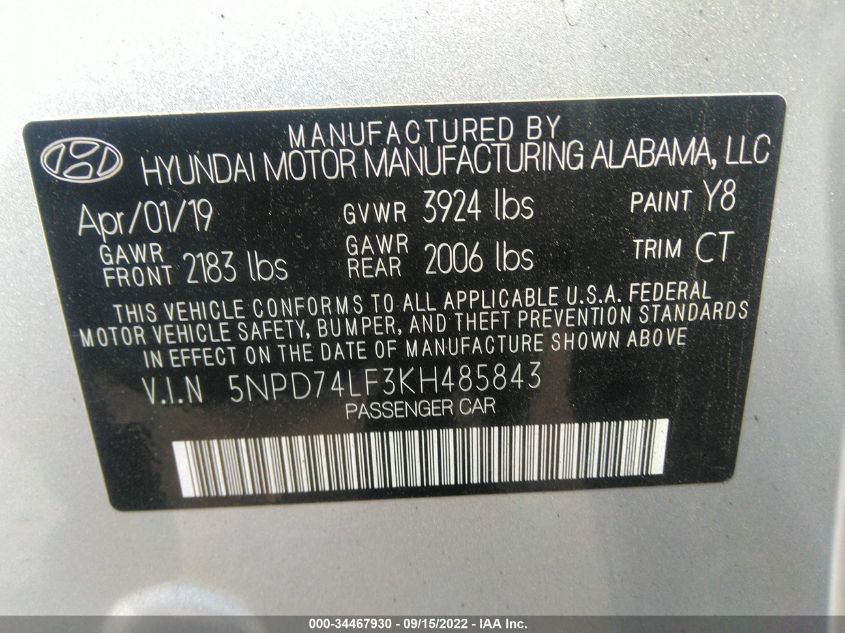 MANUFACTURED BY
HYUNDAI MOTOR MANUFACTURING ALABAMA, LLC
Apr/01/19 GVWR 3924 lbs PAINT Y8
GAWR FRONT 2183 lbs GAWR REAR 2006 lbs TRIM CT
THIS VEHICLE CONFORMS TO ALL APPLICABLE U.S.A. FEDERAL
MOTOR VEHICLE SAFETY, BUMPER, AND THEFT PREVENTION STANDARDS
IN EFFECT ON THE DATE OF MANUFACTURE SHOWN ABOVE
V.I.N 5NPD74LF3KH485843
PASSENGER CAR
000-34467930 - 09/15/2022 - IAA Inc.